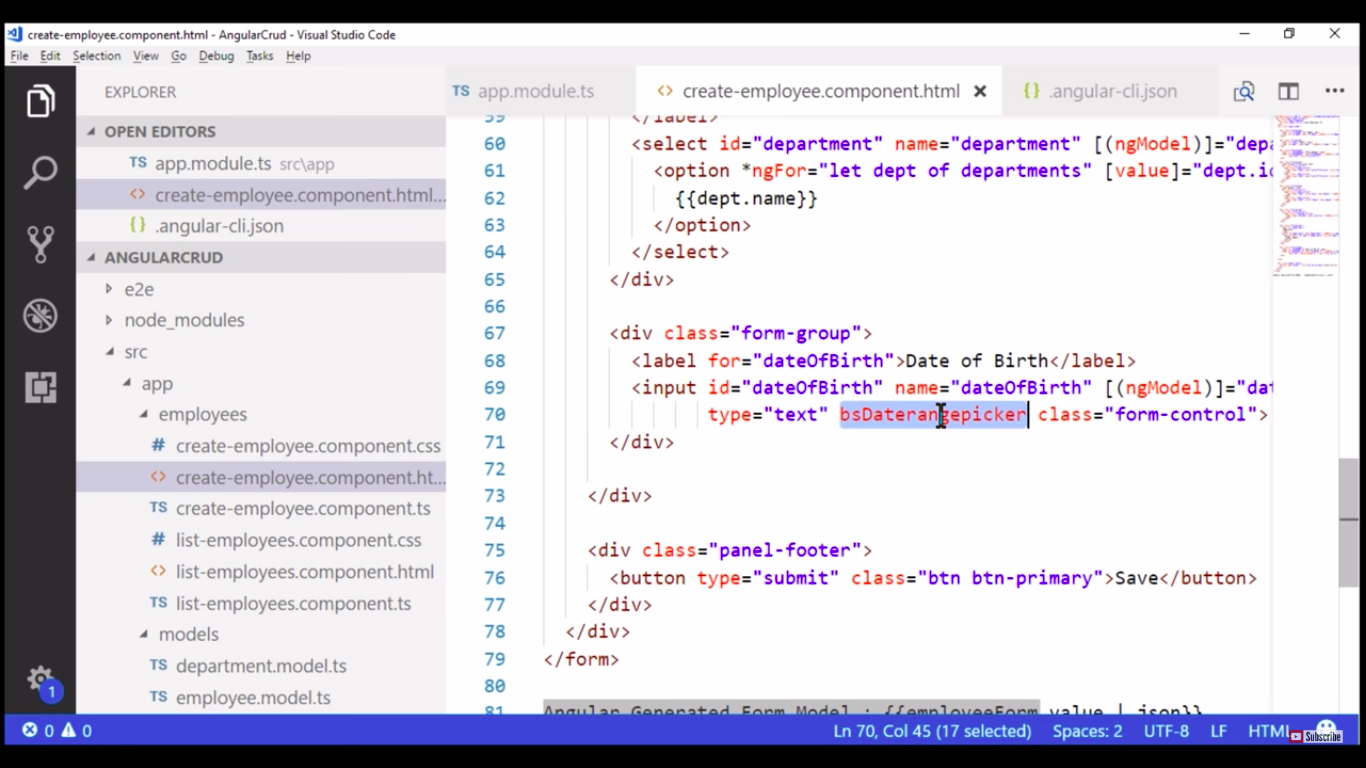 create-employee.component.html - AngularCrud - Visual Studio Code
File Edit Selection View Go Debug Tasks Help
EXPLORER
TS app.module.ts
<> create-employee.component.html
{} .angular-cli.json
OPEN EDITORS
TS app.module.ts src\app
<> create-employee.component.html...
{} .angular-cli.json
ANGULARCRUD
e2e
node_modules
src
app
employees
# create-employee.component.css
<> create-employee.component.ht...
TS create-employee.component.ts
# list-employees.component.css
<> list-employees.component.html
TS list-employees.component.ts
models
TS department.model.ts
TS employee.model.ts
1
59 </label>
60 <select id="department" name="department" [(ngModel)]="depa
61 <option *ngFor="let dept of departments" [value]="dept.id
62 {{dept.name}}
63 </option>
64 </select>
65 </div>
66
67 <div class="form-group">
68 <label for="dateOfBirth">Date of Birth</label>
69 <input id="dateOfBirth" name="dateOfBirth" [(ngModel)]="dat
70 type="text" bsDaterangepicker class="form-control">
71 </div>
72
73 </div>
74
75 <div class="panel-footer">
76 <button type="submit" class="btn btn-primary">Save</button>
77 </div>
78 </div>
79 </form>
80
81 Angular Generated Form Model : {{employeeForm.value | json}}
0 0 Ln 70, Col 45 (17 selected) Spaces: 2 UTF-8 LF HTML
Subscribe